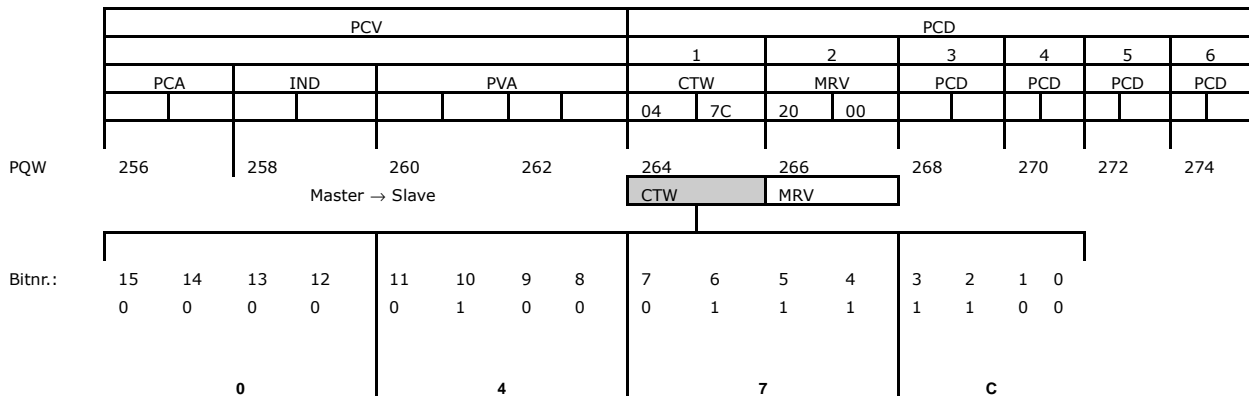 PCV PCD
1 2 3 4 5 6
PCA IND PVA CTW MRV PCD PCD PCD PCD
04 7C 20 00
PQW 256 258 260 262 264 266 268 270 272 274
Master → Slave CTW MRV
Bitnr.: 15 14 13 12 11 10 9 8 7 6 5 4 3 2 1 0
0 0 0 0 0 1 0 0 0 1 1 1 1 1 0 0
0 4 7 C